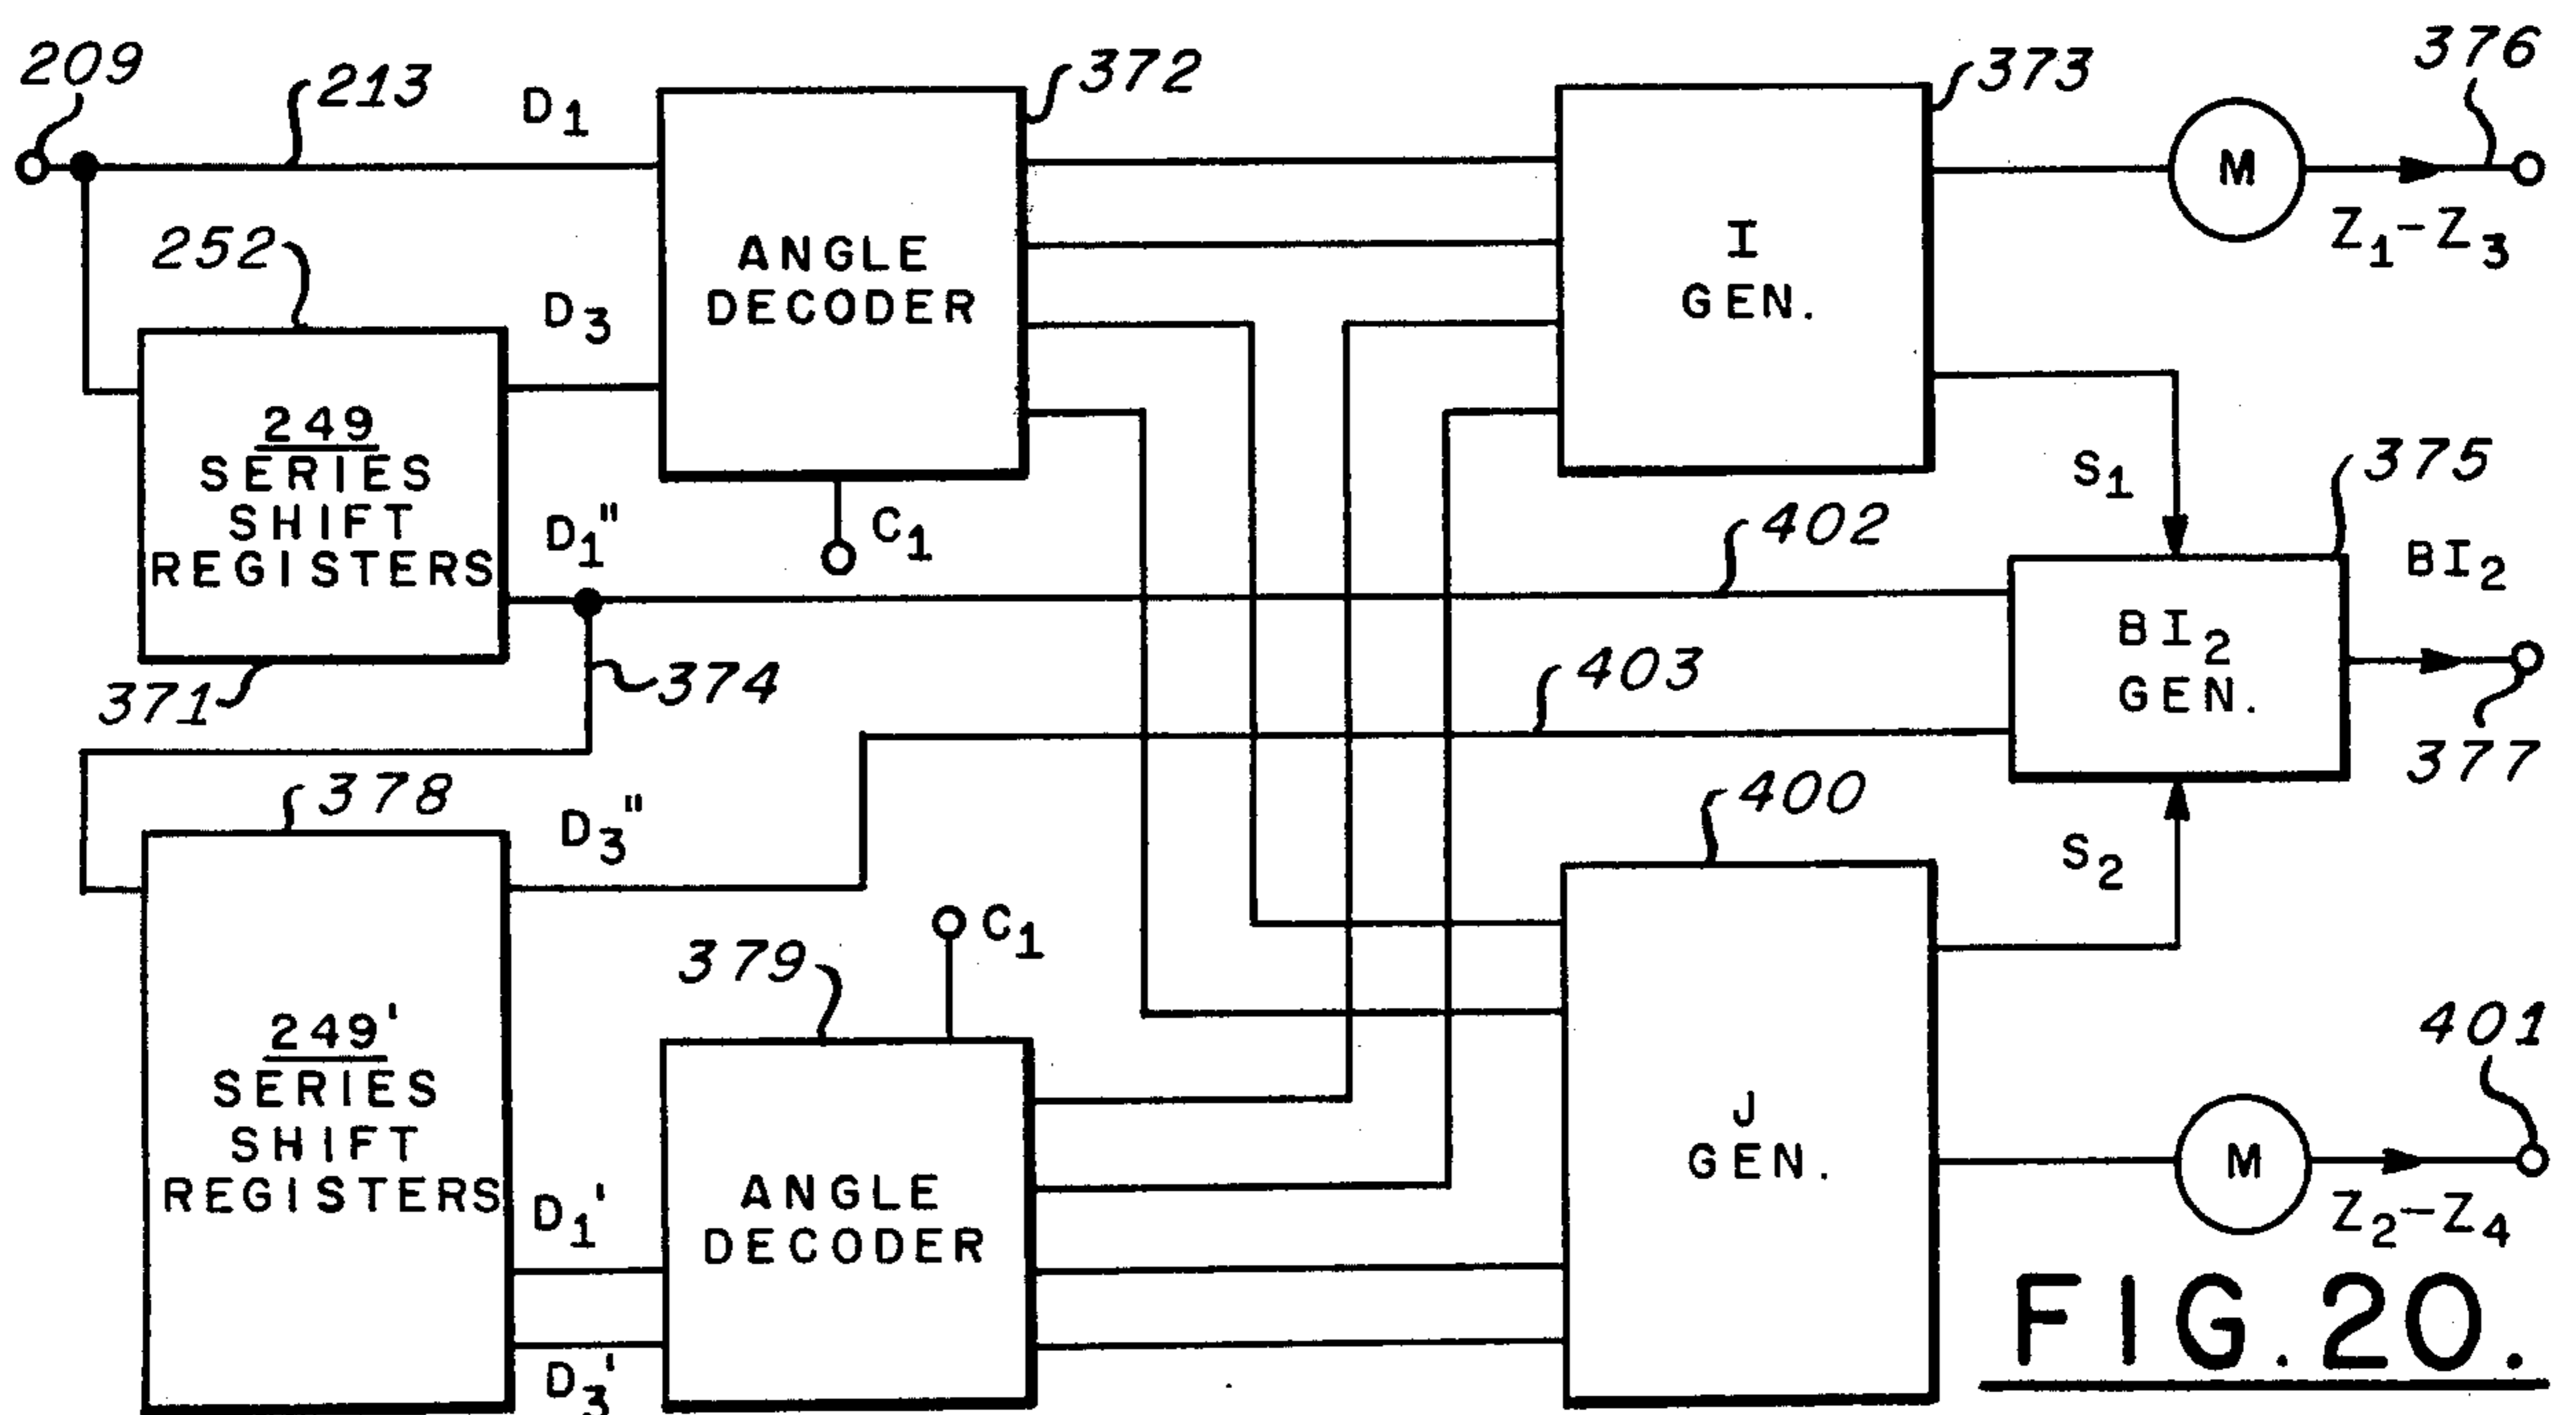 209
213
D1
372
373
376
M
Z1-Z3
252
D3
ANGLE
DECODER
I
GEN.
249
SERIES
SHIFT
REGISTERS
D1"
C1
S1
375
402
BI2
371
374
403
BI2
GEN.
377
378
D3"
400
S2
379
C1
249'
SERIES
SHIFT
REGISTERS
D1'
D3'
ANGLE
DECODER
J
GEN.
401
M
Z2-Z4
FIG.20.